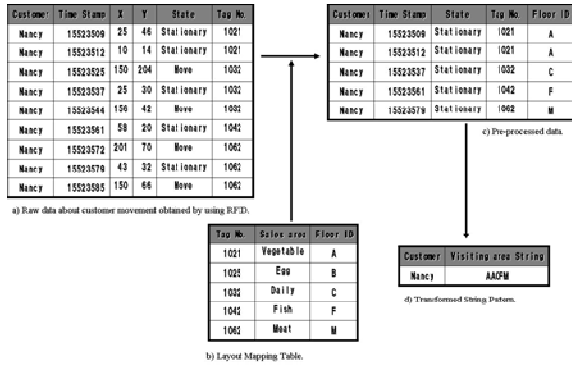 Customer Time Stamp X Y State Tag No.
Nancy 15523509 25 46 Stationary 1021
Nancy 15523512 10 14 Stationary 1021
Nancy 15523525 150 204 Move 1032
Nancy 15523537 25 30 Stationary 1032
Nancy 15523544 156 42 Move 1032
Nancy 15523561 58 20 Stationary 1042
Nancy 15523572 201 70 Move 1062
Nancy 15523579 43 32 Stationary 1062
Nancy 15523585 150 66 Move 1062
a) Raw data about customer movement obtained by using RFID.
Customer Time Stamp State Tag No. Floor ID
Nancy 15523509 Stationary 1021 A
Nancy 15523512 Stationary 1021 A
Nancy 15523537 Stationary 1032 C
Nancy 15523561 Stationary 1042 F
Nancy 15523579 Stationary 1062 M
c) Pre-processed data.
Tag No. Sales area Floor ID
1021 Vegetable A
1025 Egg B
1032 Daily C
1042 Fish F
1062 Meat M
b) Layout Mapping Table.
Customer Visiting area String
Nancy AACFM
d) Transformed String Pattern.